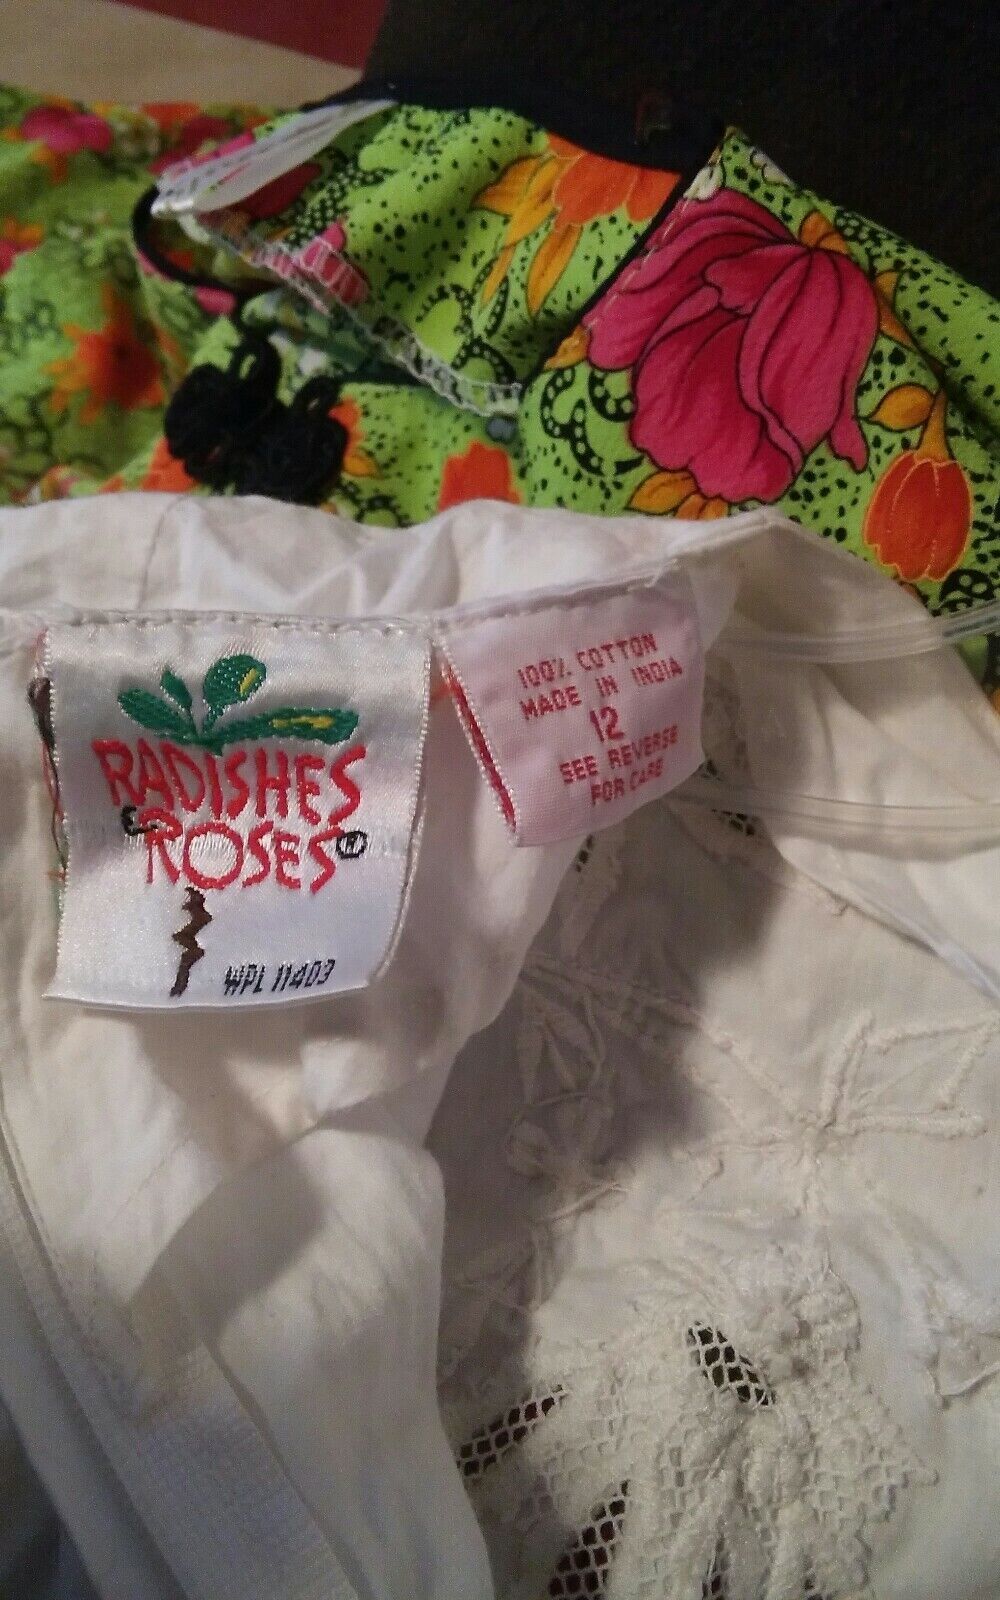 RADISHES
& ROSES®
WPL 11403
100% COTTON
MADE IN INDIA
12
SEE REVERSE
FOR CARE